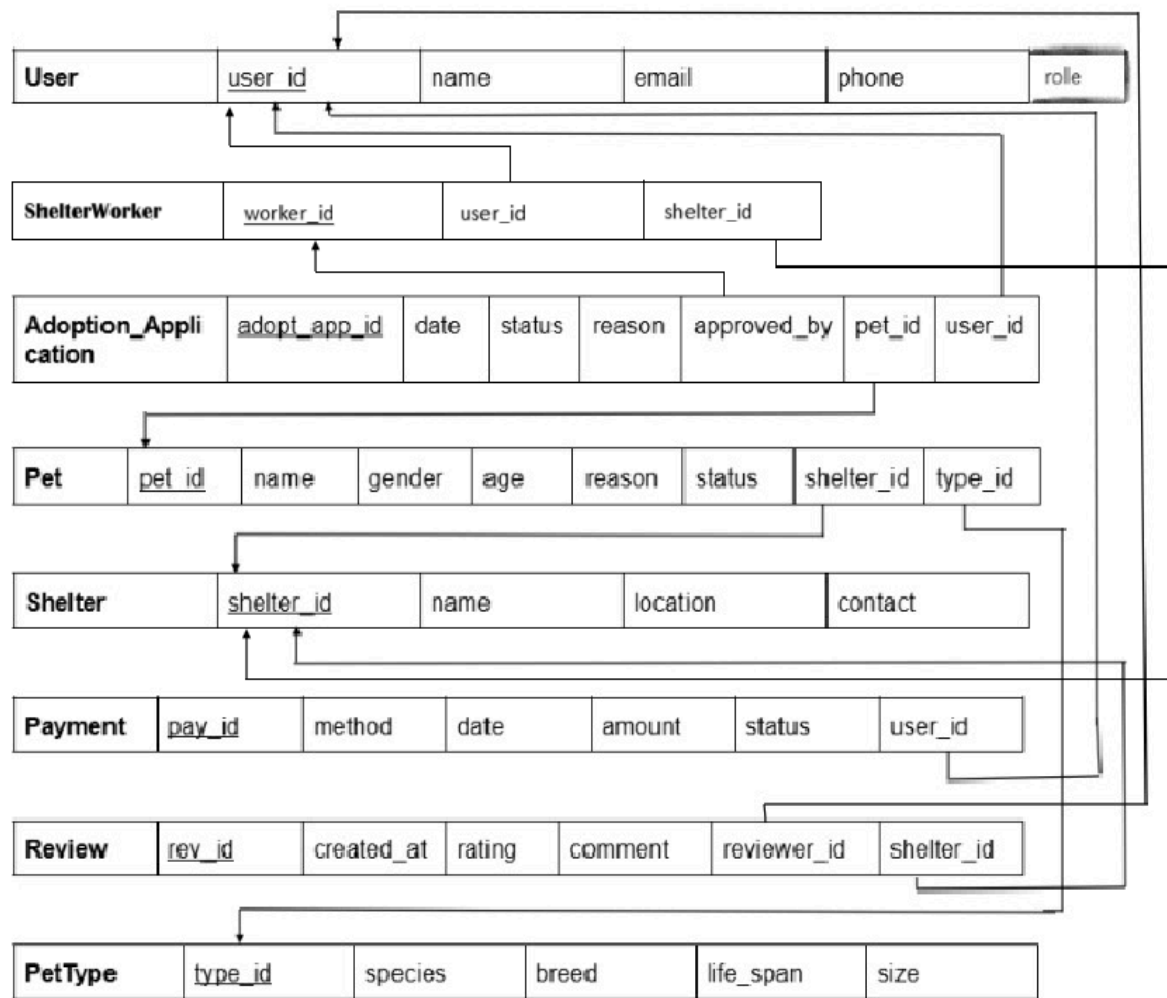 User user_id name email phone rolle
ShelterWorker worker_id user_id shelter_id
Adoption_Appli adopt_app_id date status reason approved_by pet_id user_id
cation
Pet pet_id name gender age reason status shelter_id type_id
Shelter shelter_id name location contact
Payment pay_id method date amount status user_id
Review rev_id created_at rating comment reviewer_id shelter_id
PetType type_id species breed life_span size